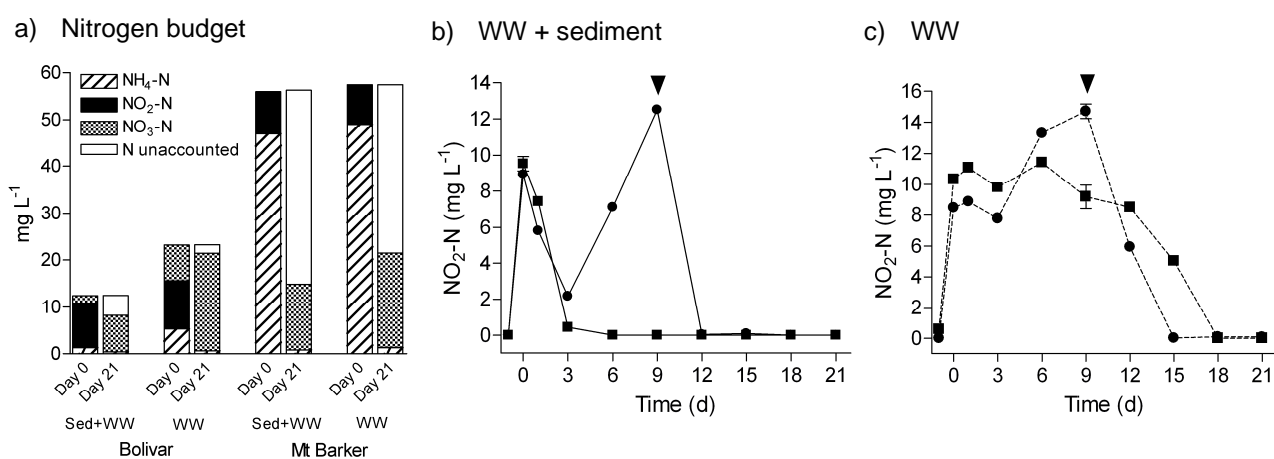 a) Nitrogen budget
60
50
40
30
20
10
0
mg L-1
NH4-N
NO2-N
NO3-N
N unaccounted
Day 0
Day 21
Day 0
Day 21
Day 0
Day 21
Day 0
Day 21
Sed+WW WW Sed+WW WW
Bolivar Mt Barker
b) WW + sediment
14
12
10
8
6
4
2
0
NO2-N (mg L-1)
0 3 6 9 12 15 18 21
Time (d)
c) WW
16
14
12
10
8
6
4
2
0
NO2-N (mg L-1)
0 3 6 9 12 15 18 21
Time (d)